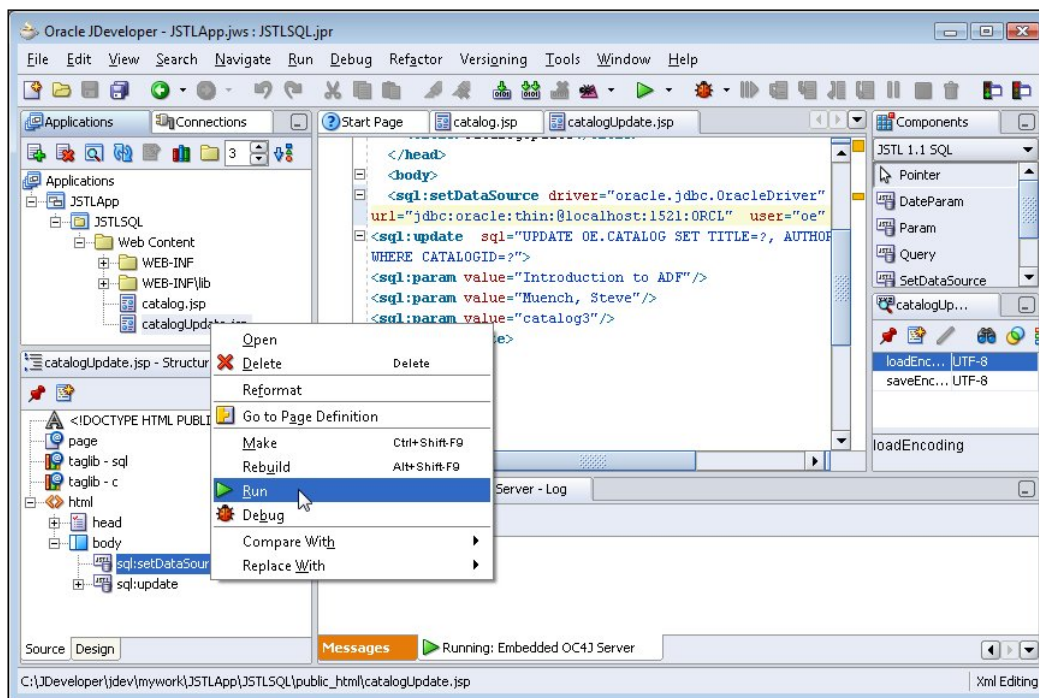 Oracle JDeveloper - JSTLApp.jws : JSTLSQL.jpr
File Edit View Search Navigate Run Debug Refactor Versioning Tools Window Help
Applications Connections
3
Applications
JSTLApp
JSTLSQL
Web Content
WEB-INF
WEB-INF\lib
catalog.jsp
catalogUpdate.jsp
Start Page catalog.jsp catalogUpdate.jsp
</head>
<body>
<sql:setDataSource driver="oracle.jdbc.OracleDriver"
url="jdbc:oracle:thin:@localhost:1521:ORCL" user="oe"
<sql:update sql="UPDATE OE.CATALOG SET TITLE=?, AUTHOR
WHERE CATALOGID=?">
<sql:param value="Introduction to ADF"/>
<sql:param value="Muench, Steve"/>
<sql:param value="catalog3"/>
Components
JSTL 1.1 SQL
Pointer
DateParam
Param
Query
SetDataSource
catalogUp...
loadEnc... UTF-8
saveEnc... UTF-8
loadEncoding
Open
Delete Delete
Reformat
Go to Page Definition
Make Ctrl+Shift-F9
Rebuild Alt+Shift-F9
Run
Debug
Compare With
Replace With
catalogUpdate.jsp - Structur
<!DOCTYPE HTML PUBLI
page
taglib - sql
taglib - c
html
head
body
sql:setDataSour
sql:update
Source Design
Server - Log
Messages Running: Embedded OC4J Server
C:\JDeveloper\jdev\mywork\JSTLApp\JSTLSQL\public_html\catalogUpdate.jsp Xml Editing